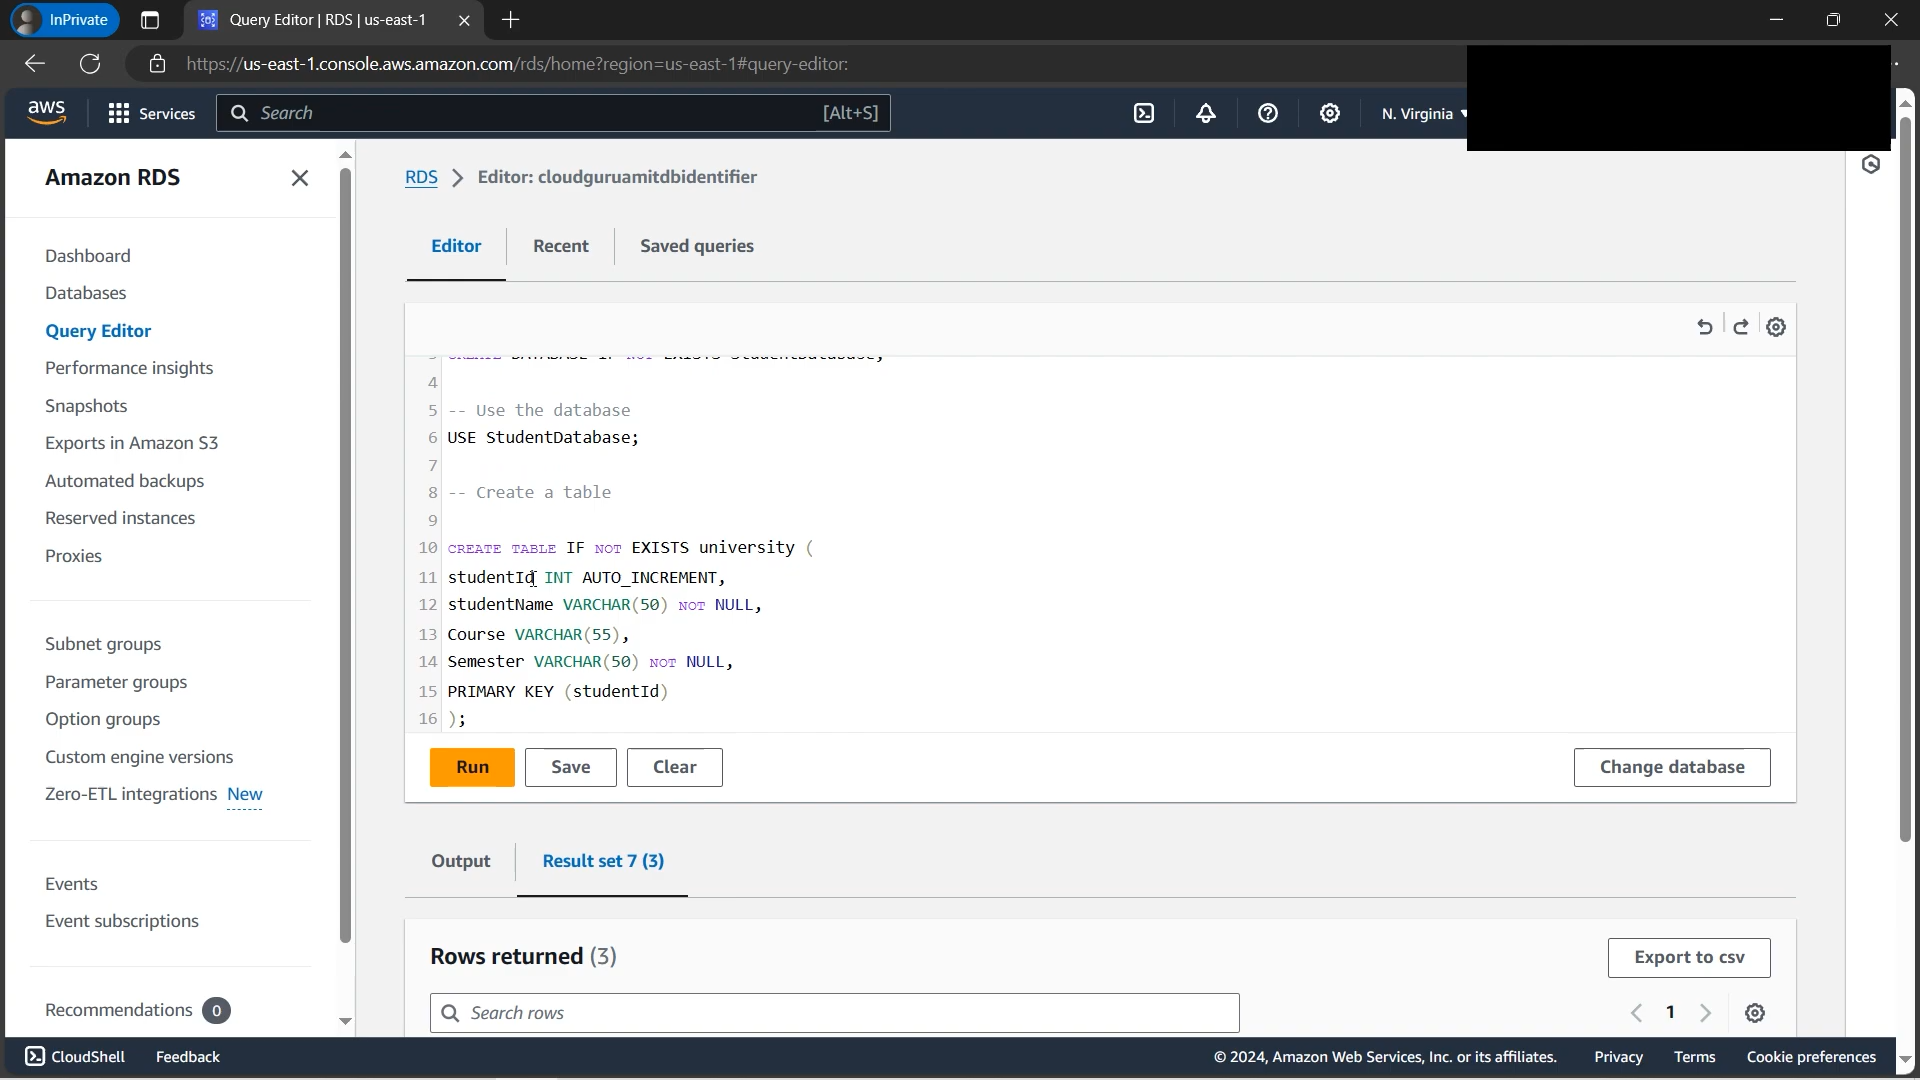 InPrivate
Query Editor | RDS | us-east-1
https://us-east-1.console.aws.amazon.com/rds/home?region=us-east-1#query-editor:
aws
Services
Search
[Alt+S]
N. Virginia
Amazon RDS
Dashboard
Databases
Query Editor
Performance insights
Snapshots
Exports in Amazon S3
Automated backups
Reserved instances
Proxies
Subnet groups
Parameter groups
Option groups
Custom engine versions
Zero-ETL integrations New
Events
Event subscriptions
Recommendations 0
RDS > Editor: cloudguruamitdbidentifier
Editor
Recent
Saved queries
3 CREATE DATABASE IF NOT EXISTS StudentDatabase;
4
5 -- Use the database
6 USE StudentDatabase;
7
8 -- Create a table
9
10 CREATE TABLE IF NOT EXISTS university (
11 studentId INT AUTO_INCREMENT,
12 studentName VARCHAR(50) NOT NULL,
13 Course VARCHAR(55),
14 Semester VARCHAR(50) NOT NULL,
15 PRIMARY KEY (studentId)
16 );
Run
Save
Clear
Change database
Output
Result set 7 (3)
Rows returned (3)
Export to csv
Search rows
1
CloudShell
Feedback
© 2024, Amazon Web Services, Inc. or its affiliates.
Privacy
Terms
Cookie preferences